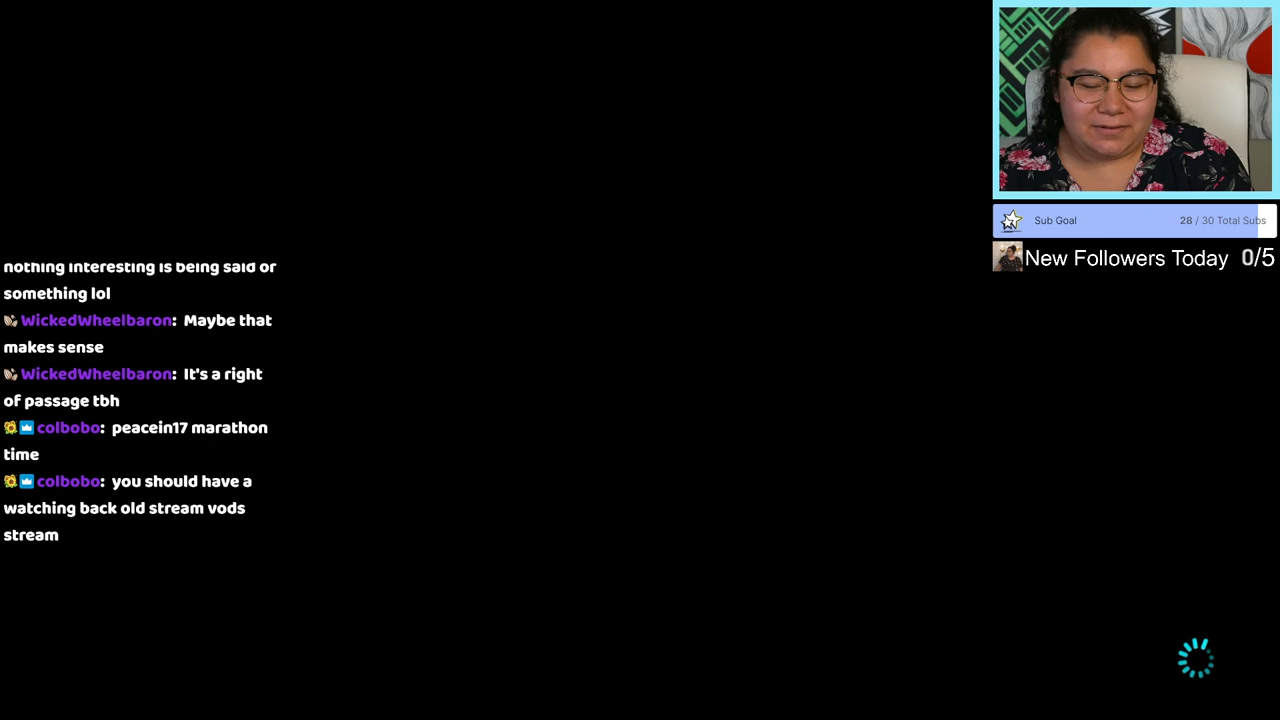 nothing interesting is being said or
something lol
WickedWheelbaron: Maybe that
makes sense
WickedWheelbaron: It's a right
of passage tbh
colbobo: peacein17 marathon
time
colbobo: you should have a
watching back old stream vods
stream
Sub Goal 28 / 30 Total Subs
New Followers Today 0/5